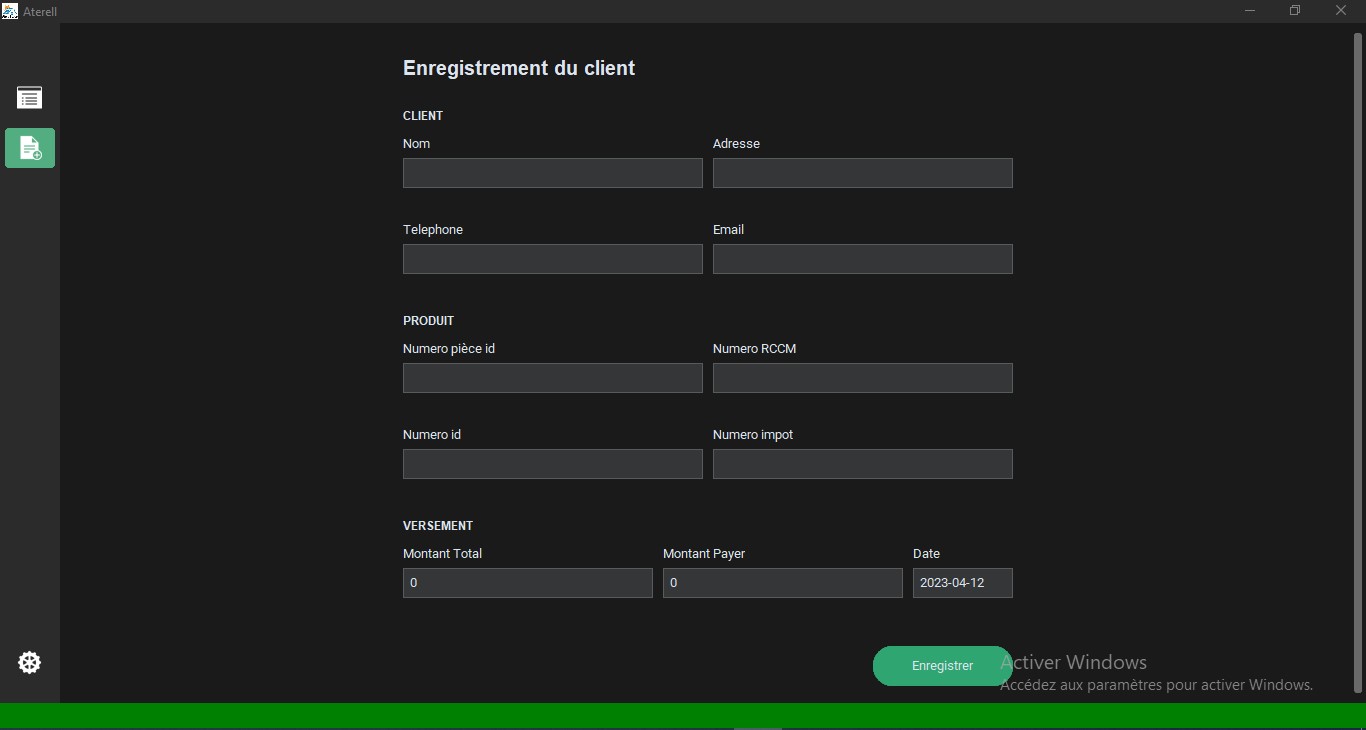 Aterell
Enregistrement du client
CLIENT
Nom Adresse
Telephone Email
PRODUIT
Numero pièce id Numero RCCM
Numero id Numero impot
VERSEMENT
Montant Total Montant Payer Date
0 0 2023-04-12
Enregistrer
Activer Windows
Accédez aux paramètres pour activer Windows.